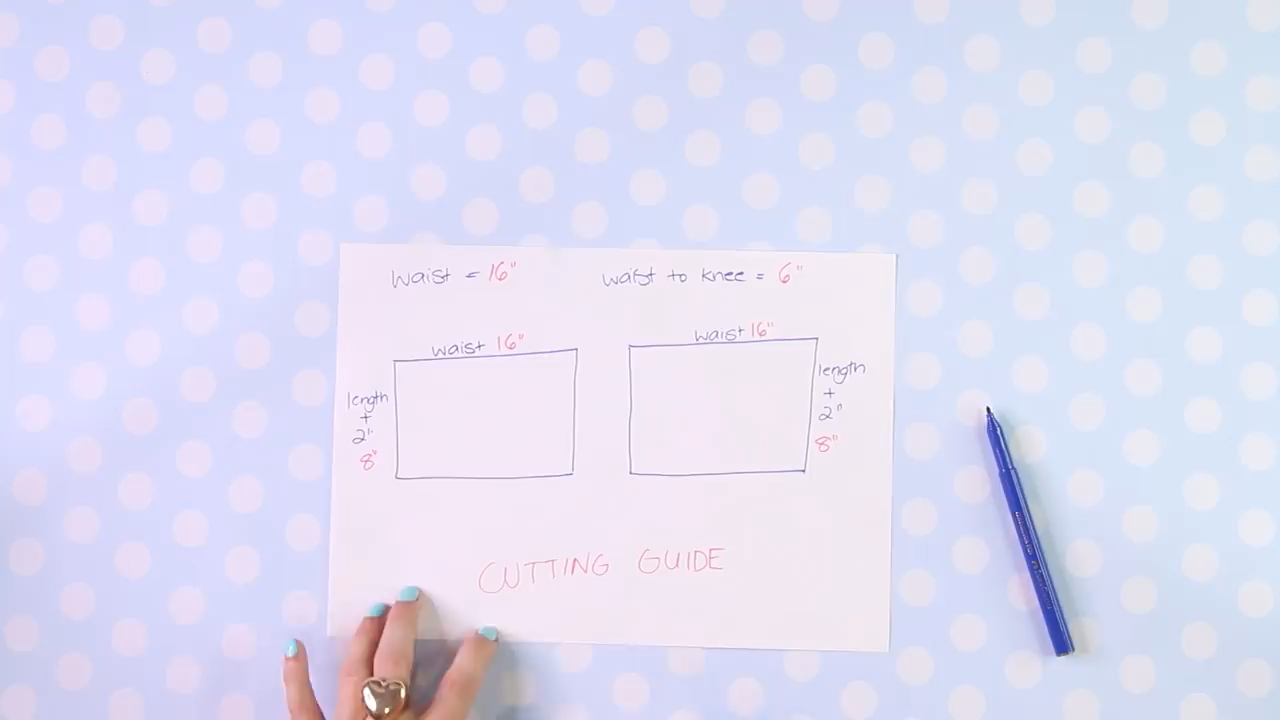 waist = 16"
waist to knee = 6"
waist 16"
waist 16"
length
+
2"
8"
length
+
2"
8"
CUTTING GUIDE